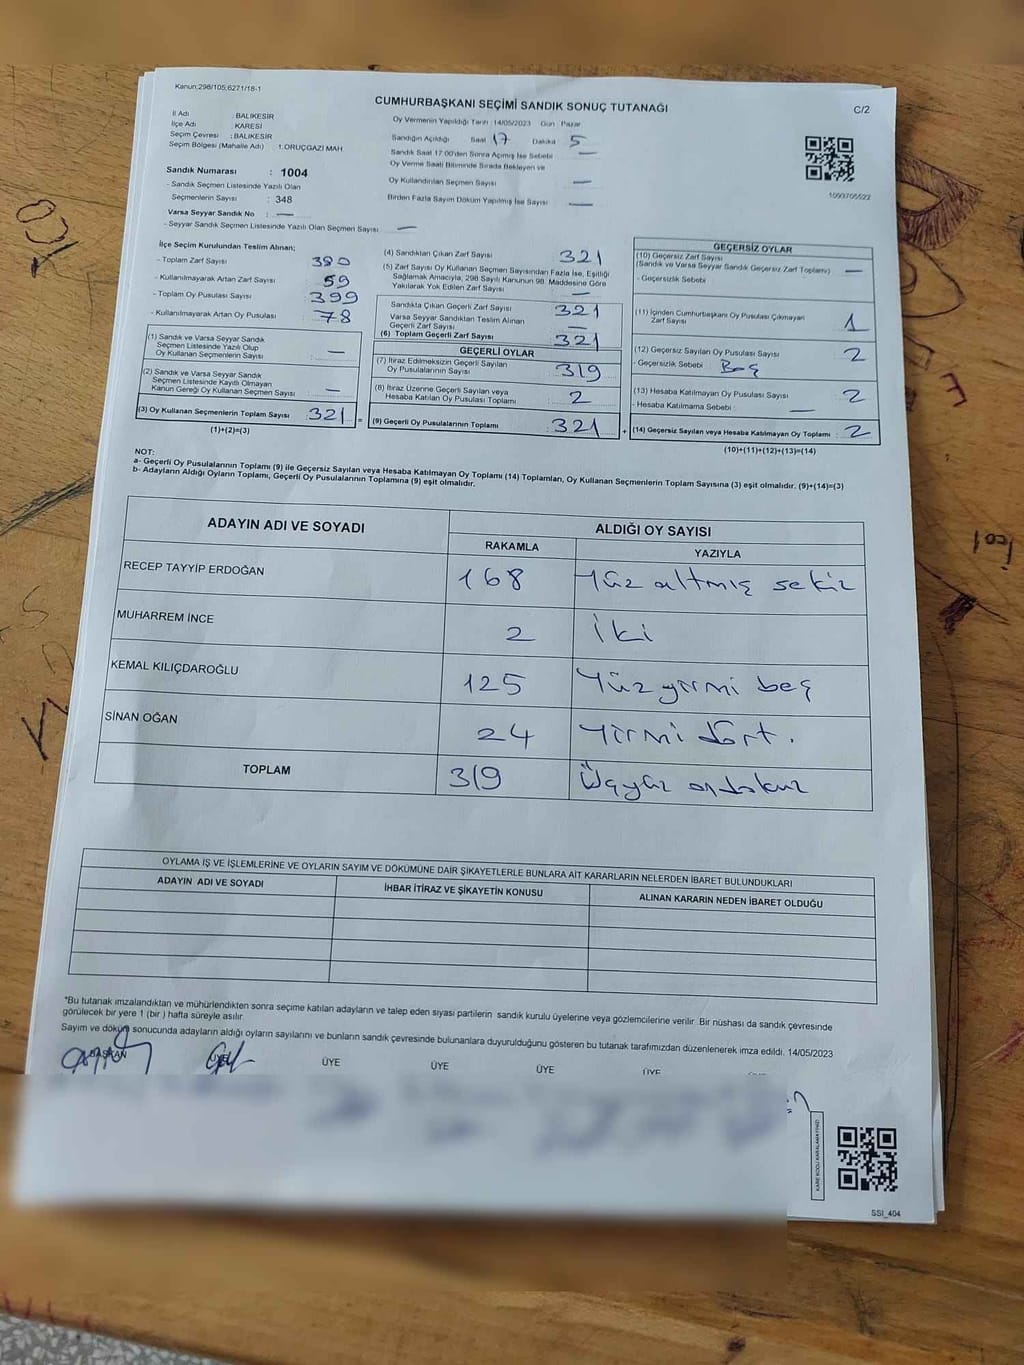 Kanun;298/105,6271/18-1
CUMHURBAŞKANI SEÇİMİ SANDIK SONUÇ TUTANAĞI
C/2
İl Adı : BALIKESİR
İlçe Adı : KARESİ
Seçim Çevresi : BALIKESİR
Seçim Bölgesi (Mahalle Adı) : 1.ORUÇGAZİ MAH.
Oy Vermenin Yapıldığı Tarih :14/05/2023 Gün : Pazar
Sandığın Açıldığı Saat 17 Dakika 5
Sandık Saat 17:00'den Sonra Açımış İse Sebebi —
Oy Verme Saati Bitiminde Sırada Bekleyen ve
Oy Kullandırılan Seçmen Sayısı —
Birden Fazla Sayım Döküm Yapılmış İse Sayısı —
1093705522
Sandık Numarası : 1004
- Sandık Seçmen Listesinde Yazılı Olan
Seçmenlerin Sayısı : 348
Varsa Seyyar Sandık No : —
- Seyyar Sandık Seçmen Listesinde Yazılı Olan Seçmen Sayısı —
İlçe Seçim Kurulundan Teslim Alınan;
- Toplam Zarf Sayısı 380
- Kullanılmayarak Artan Zarf Sayısı 59
- Toplam Oy Pusulası Sayısı 399
- Kullanılmayarak Artan Oy Pusulası 78
(1) Sandık ve Varsa Seyyar Sandık
Seçmen Listesinde Yazılı Olup
Oy Kullanan Seçmenlerin Sayısı —
(2) Sandık ve Varsa Seyyar Sandık
Seçmen Listesinde Kayıtlı Olmayan
Kanun Gereği Oy Kullanan Seçmen Sayısı —
(3) Oy Kullanan Seçmenlerin Toplam Sayısı 321 =
(1)+(2)=(3)
(4) Sandıktan Çıkan Zarf Sayısı : 321
(5) Zarf Sayısı Oy Kullanan Seçmen Sayısından Fazla İse, Eşitliği
Sağlamak Amacıyla, 298 Sayılı Kanunun 98. Maddesine Göre
Yakılarak Yok Edilen Zarf Sayısı : —
Sandıkta Çıkan Geçerli Zarf Sayısı : 321
Varsa Seyyar Sandıktan Teslim Alınan
Geçerli Zarf Sayısı : —
(6) Toplam Geçerli Zarf Sayısı : 321
GEÇERLİ OYLAR
(7) İtiraz Edilmeksizin Geçerli Sayılan
Oy Pusulasının Sayısı : 319
(8) İtiraz Üzerine Geçerli Sayılan veya
Hesaba Katılan Oy Pusulası Toplamı : 2
(9) Geçerli Oy Pusulalarının Toplamı : 321 +
GEÇERSİZ OYLAR
(10) Geçersiz Zarf Sayısı
(Sandık ve Varsa Seyyar Sandık Geçersiz Zarf Toplamı) : —
- Geçersizlik Sebebi :
(11) İçinden Cumhurbaşkanı Oy Pusulası Çıkmayan
Zarf Sayısı : 1
(12) Geçersiz Sayılan Oy Pusulası Sayısı : 2
- Geçersizlik Sebebi : Boş
(13) Hesaba Katılmayan Oy Pusulası Sayısı : 2
- Hesaba Katılmama Sebebi : —
(14) Geçersiz Sayılan veya Hesaba Katılmayan Oy Toplamı : 2
(10)+(11)+(12)+(13)=(14)
NOT:
a- Geçerli Oy Pusulalarının Toplamı (9) ile Geçersiz Sayılan veya Hesaba Katılmayan Oy Toplamı (14) Toplamları, Oy Kullanan Seçmenlerin Toplam Sayısına (3) eşit olmalıdır. (9)+(14)=(3)
b- Adayların Aldığı Oyların Toplamı, Geçerli Oy Pusulalarının Toplamına (9) eşit olmalıdır.
ADAYIN ADI VE SOYADI ALDIĞI OY SAYISI
RAKAMLA YAZIYLA
RECEP TAYYİP ERDOĞAN 168 Yüz altmış sekiz
MUHARREM İNCE 2 İki
KEMAL KILIÇDAROĞLU 125 Yüz yirmi beş
SİNAN OĞAN 24 Yirmi dört.
TOPLAM 319 Üçyüz ondokuz
OYLAMA İŞ VE İŞLEMLERİNE VE OYLARIN SAYIM VE DÖKÜMÜNE DAİR ŞİKAYETLERLE BUNLARA AİT KARARLARIN NELERDEN İBARET BULUNDUKLARI
ADAYIN ADI VE SOYADI İHBAR İTİRAZ VE ŞİKAYETİN KONUSU ALINAN KARARIN NEDEN İBARET OLDUĞU
*Bu tutanak imzalandıktan ve mühürlendikten sonra seçime katılan adayların ve talep eden siyasi partilerin sandık kurulu üyelerine veya gözlemcilerine verilir. Bir nüshası da sandık çevresinde
görülecek bir yere 1 (bir ) hafta süreyle asılır.
Sayım ve döküm sonucunda adayların aldığı oyların sayılarını ve bunların sandık çevresinde bulunanlara duyurulduğunu gösteren bu tutanak tarafımızdan düzenlenerek imza edildi. 14/05/2023
BAŞKAN ÜYE ÜYE ÜYE ÜYE ÜYE
SSI_404